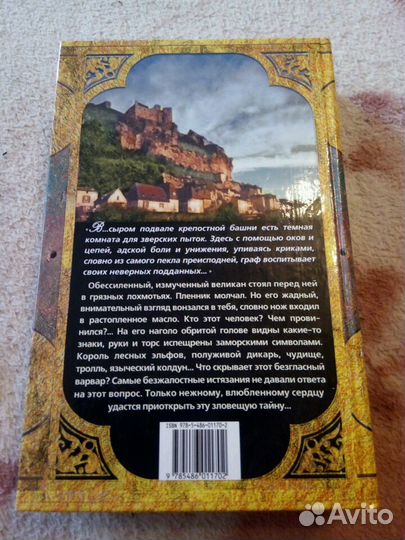 «В...сыром подвале крепостной башни есть темная
комната для зверских пыток. Здесь с помощью оков и
цепей, адской боли и унижения, упиваясь криками,
словно из самого пекла преисподней, граф воспитывает
своих неверных подданных...»
Обессиленный, измученный великан стоял перед ней
в грязных лохмотьях. Пленник молчал. Но его жадный,
внимательный взгляд вонзался в тебя, словно нож входил
в растопленное масло. Кто этот человек? Чем прови-
нился?... На его наголо обритой голове видны какие-то
знаки, руки и торс испещрены заморскими символами.
Король лесных эльфов, полуживой дикарь, чудище,
тролль, языческий колдун... Что скрывает этот безгласный
варвар? Самые безжалостные истязания не давали ответа
на этот вопрос. Только нежному, влюбленному сердцу
удастся приоткрыть эту зловещую тайну...
ISBN 978-5-486-01170-2
9 785486 011702
Avito